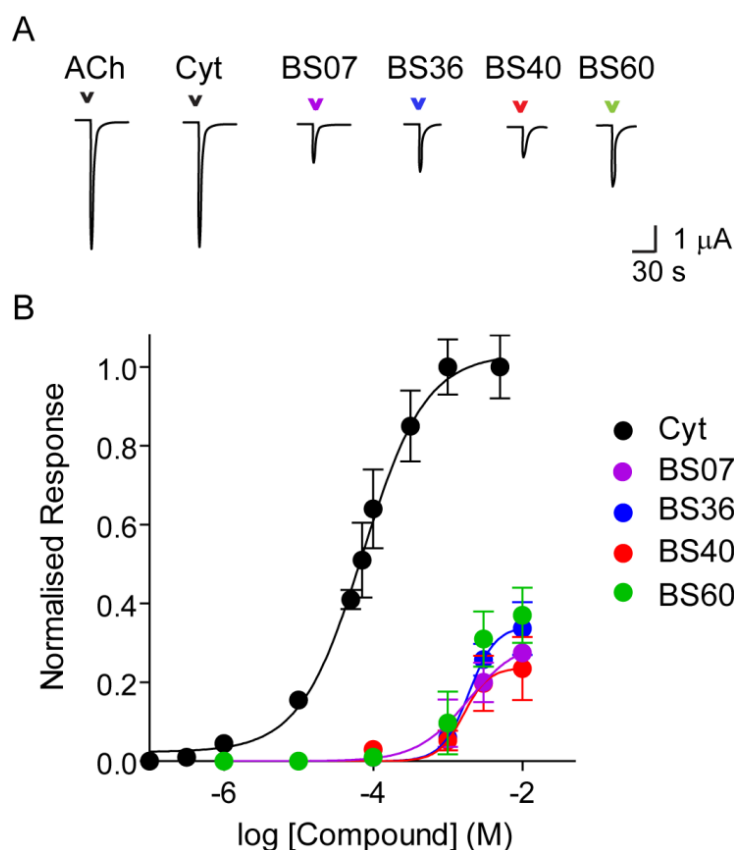 A
ACh Cyt BS07 BS36 BS40 BS60
1 μA
30 s
B
1.0
0.8
0.6
0.4
0.2
0.0
Normalised Response
-6 -4 -2
log [Compound] (M)
Cyt
BS07
BS36
BS40
BS60